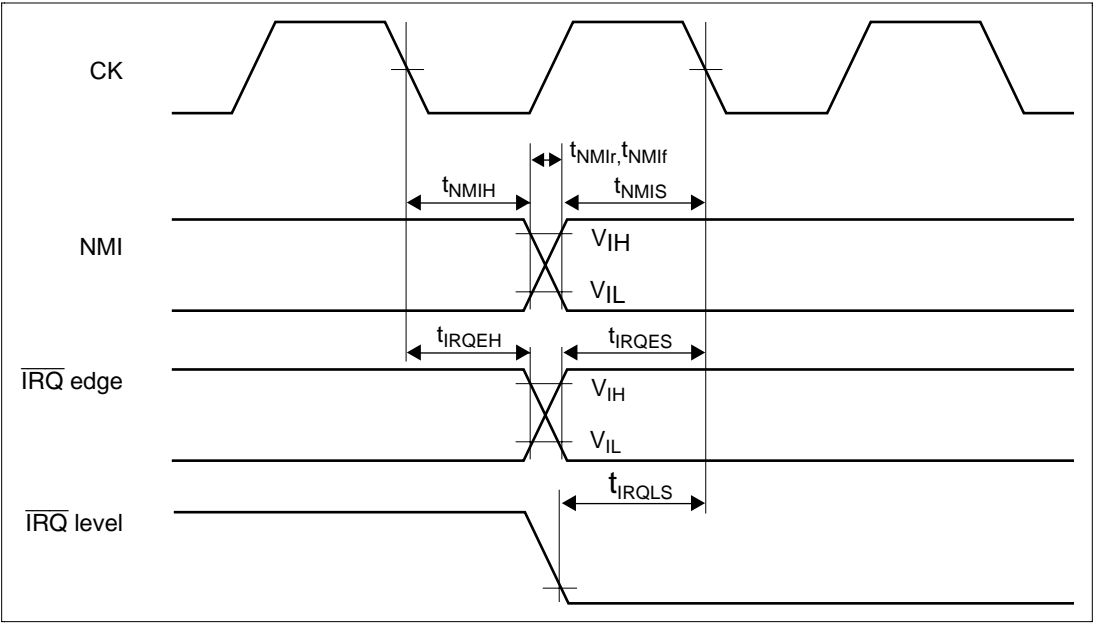 CK
tNMIr,tNMIf
tNMIH
tNMIS
NMI
VIH
VIL
tIRQEH
tIRQES
IRQ edge
VIH
VIL
tIRQLS
IRQ level